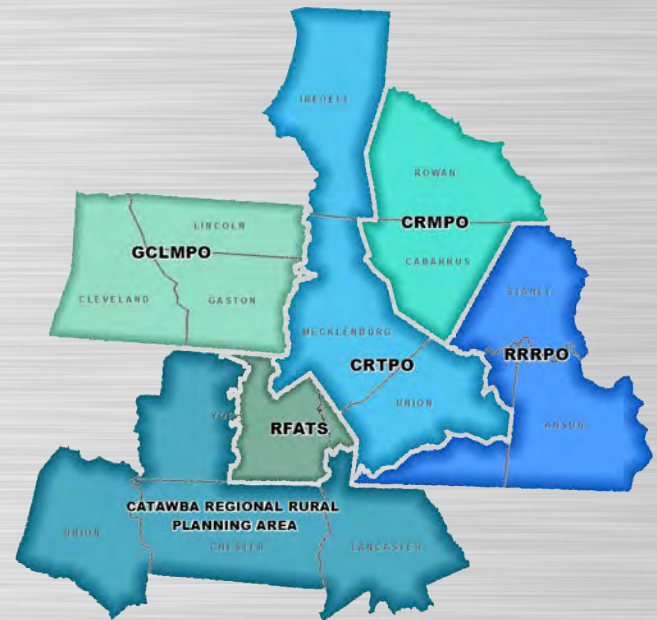 IREDELL
ROWAN
CRMPO
LINCOLN
GCLMPO
CABARRUS
CLEVELAND
GASTON
STANLY
MECKLENBURG
RRRPO
CRTPO
UNION
ANSON
RFATS
CATAWBA REGIONAL RURAL
PLANNING AREA
UNION
CHESTER
LANCASTER